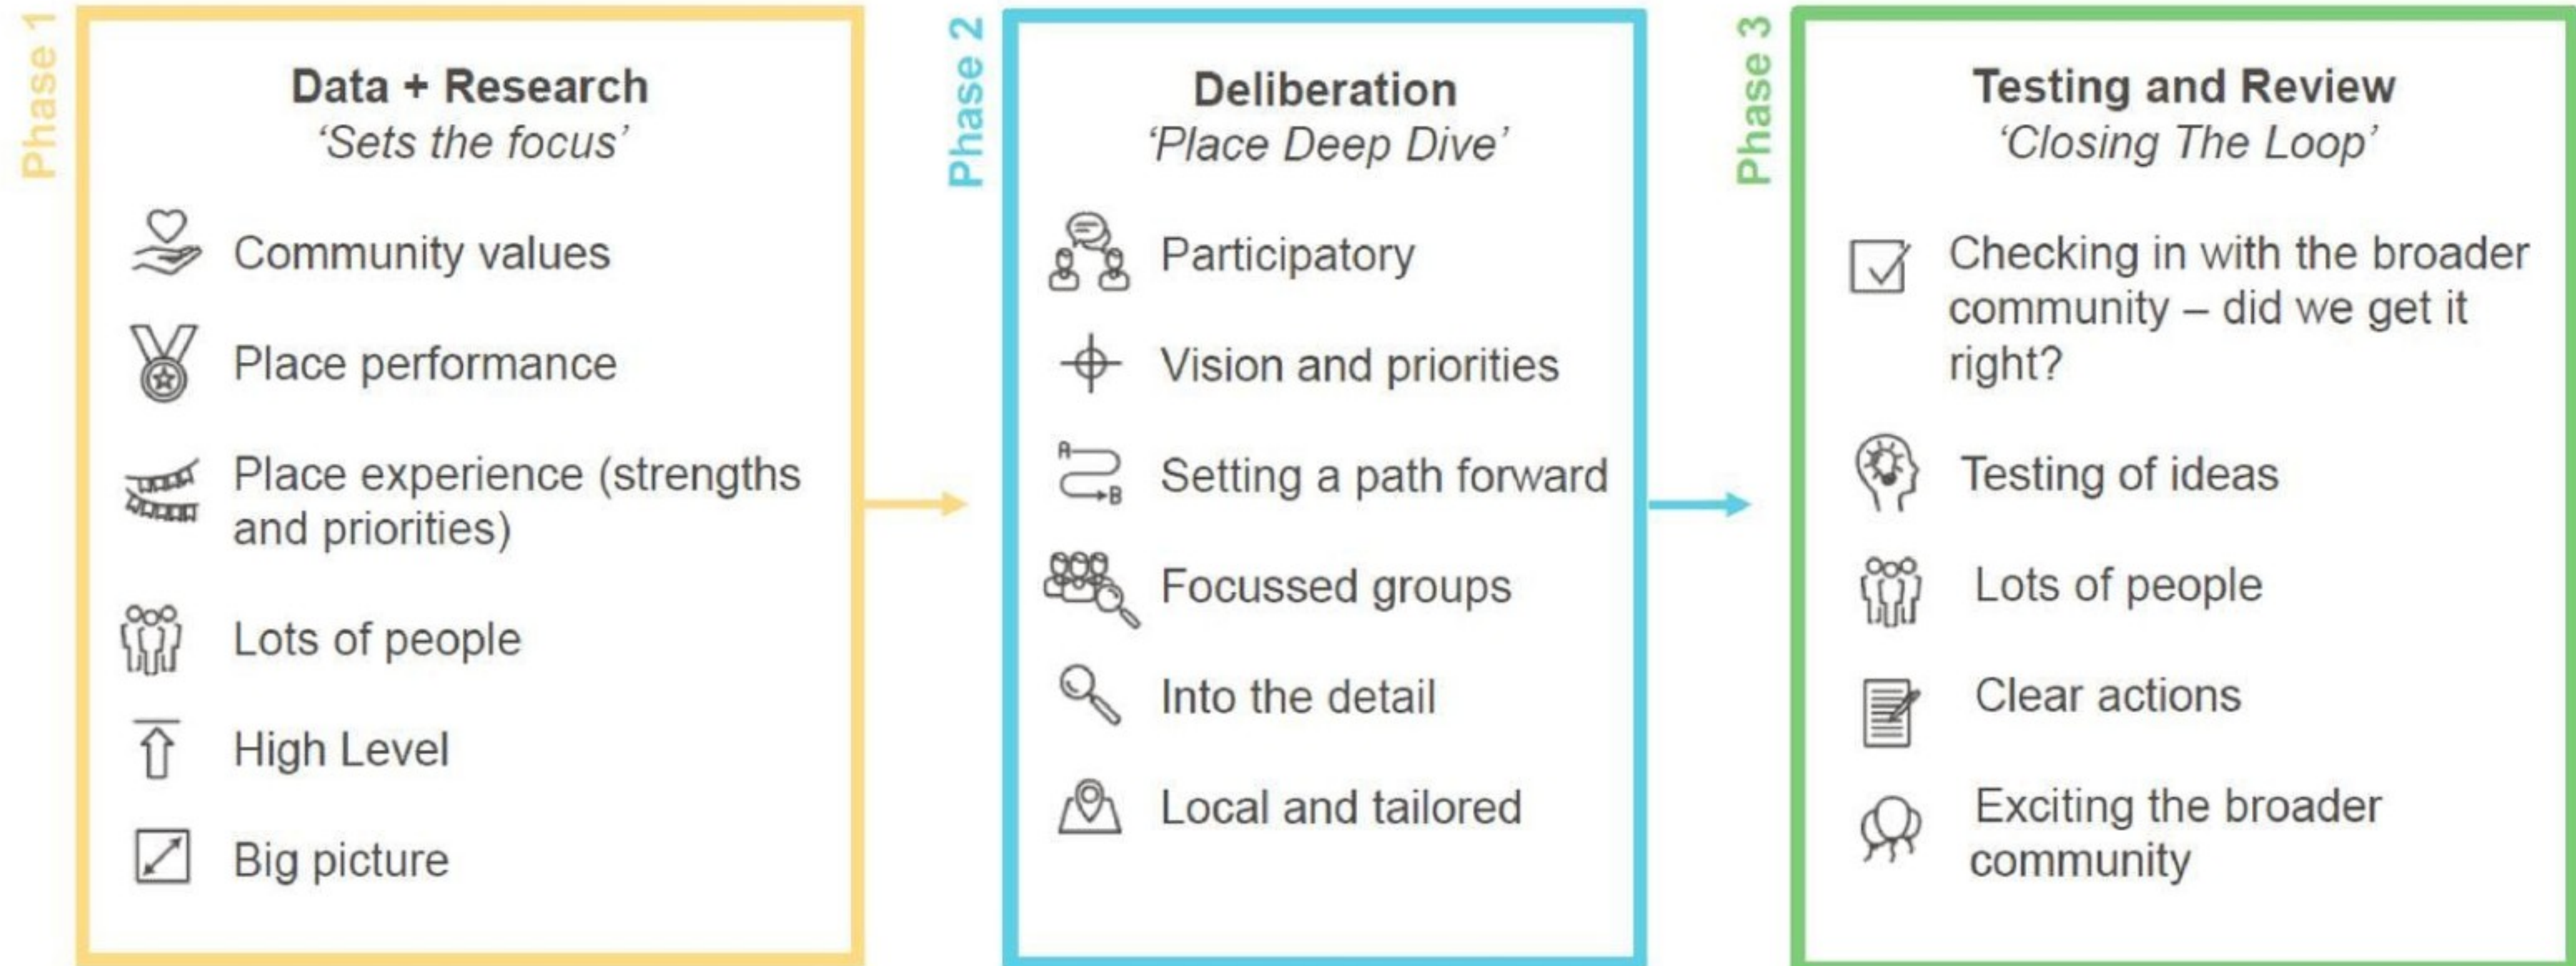 Phase 1
Data + Research
‘Sets the focus’
Community values
Place performance
Place experience (strengths
and priorities)
Lots of people
High Level
Big picture
Phase 2
Deliberation
‘Place Deep Dive’
Participatory
Vision and priorities
A
B
Setting a path forward
Focussed groups
Into the detail
Local and tailored
Phase 3
Testing and Review
‘Closing The Loop’
Checking in with the broader
community – did we get it
right?
Testing of ideas
Lots of people
Clear actions
Exciting the broader
community